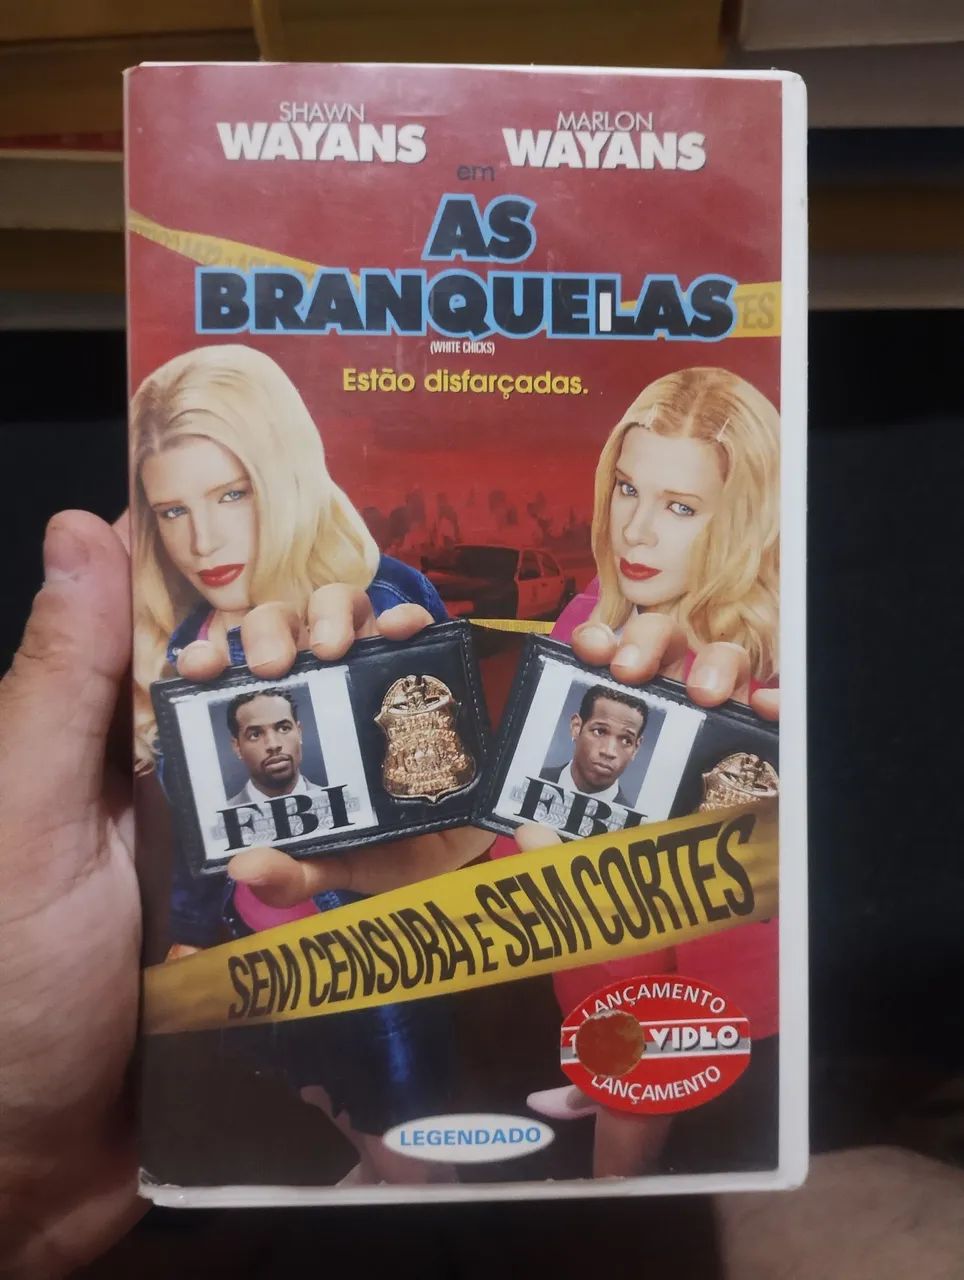 SHAWN
WAYANS
MARLON
WAYANS
em
AS
BRANQUELAS
(WHITE CHICKS)
Estão disfarçadas.
FBI
FBI
SEM CENSURA E SEM CORTES
LANÇAMENTO
VIDEO
LANÇAMENTO
LEGENDADO